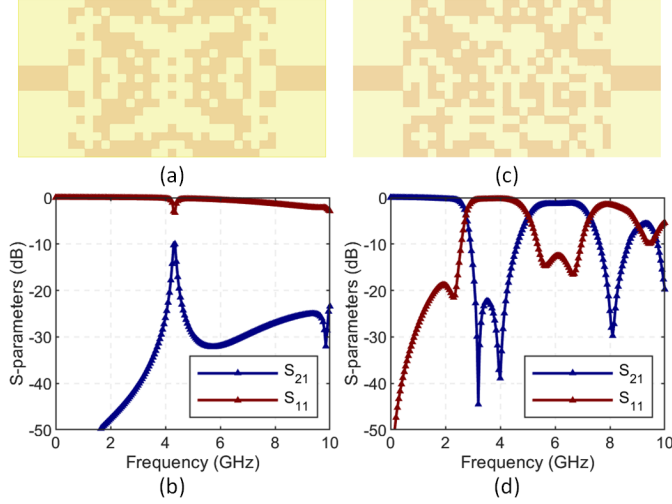 (a)
(c)
0
-10
-20
-30
-40
-50
S-parameters (dB)
S21
S11
0
2
4
6
8
10
Frequency (GHz)
(b)
0
-10
-20
-30
-40
-50
S-parameters (dB)
S21
S11
0
2
4
6
8
10
Frequency (GHz)
(d)